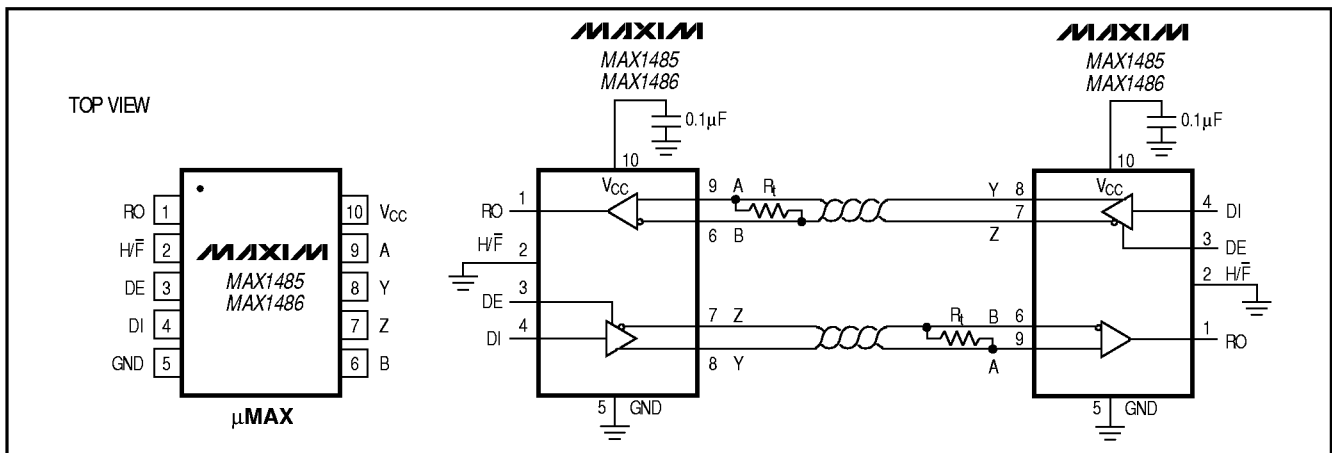 TOP VIEW
RO 1
H/F̅ 2
DE 3
DI 4
GND 5
10 VCC
9 A
8 Y
7 Z
6 B
MAXIM
MAX1485
MAX1486
μMAX
MAXIM
MAX1485
MAX1486
0.1μF
10
VCC
1
RO
H/F̅ 2
3
DE
4
DI
5 GND
9 A Rt
6 B
7 Z
8 Y
MAXIM
MAX1485
MAX1486
0.1μF
10
VCC
Y 8
7
Z
Rt B 6
9
A
4
DI
3
DE
2 H/F̅
1
RO
5 GND